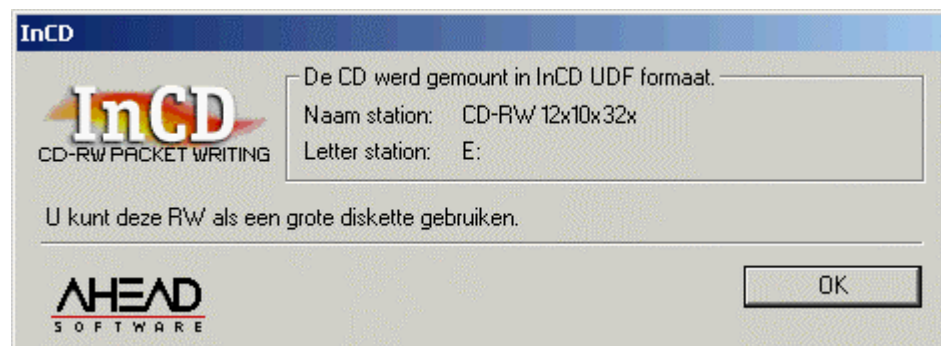 InCD
De CD werd gemount in InCD UDF formaat.
InCD
CD-RW PACKET WRITING
Naam station: CD-RW 12x10x32x
Letter station: E:
U kunt deze RW als een grote diskette gebruiken.
AHEAD
SOFTWARE
OK